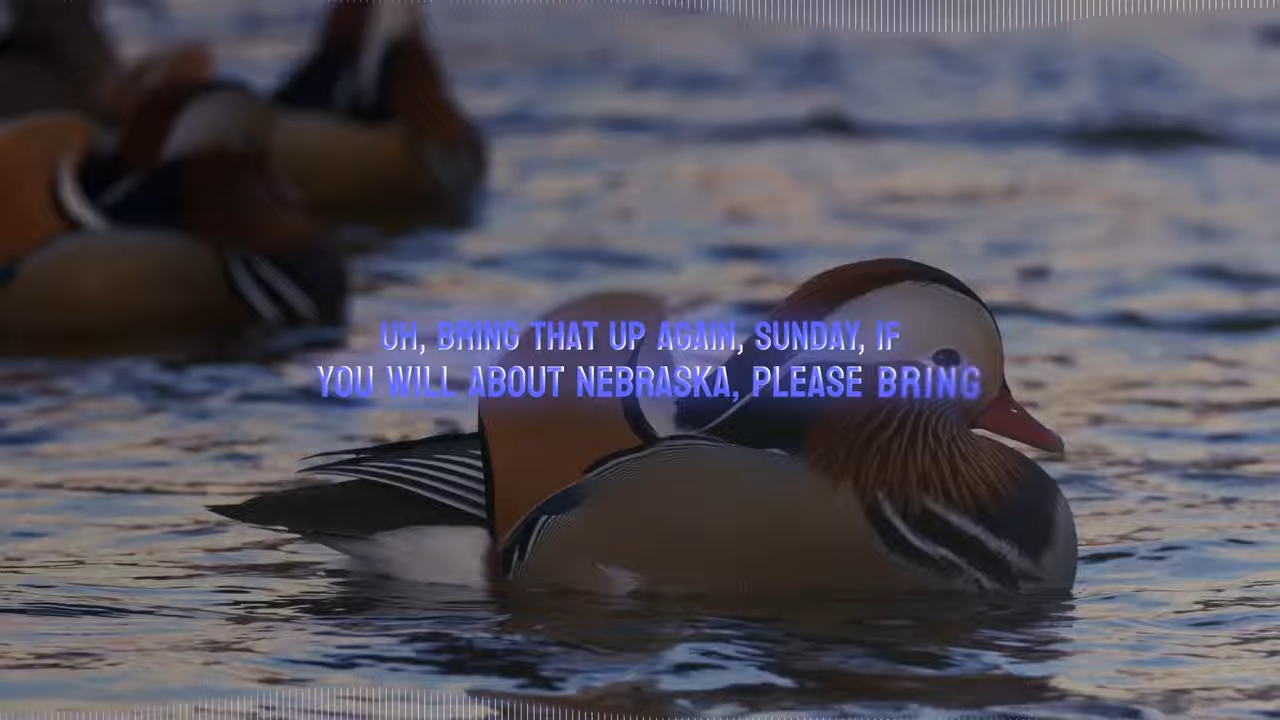 UH, BRING THAT UP AGAIN, SUNDAY, IF
YOU WILL ABOUT NEBRASKA, PLEASE BRING